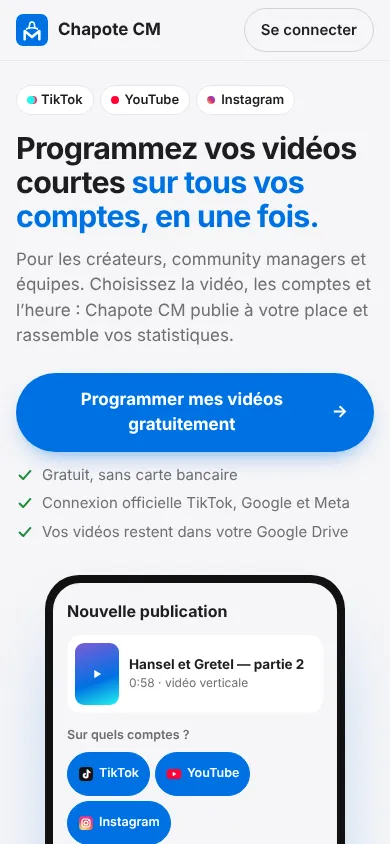 Chapote CM
Se connecter
TikTok
YouTube
Instagram
Programmez vos vidéos
courtes sur tous vos
comptes, en une fois.
Pour les créateurs, community managers et
équipes. Choisissez la vidéo, les comptes et
l’heure : Chapote CM publie à votre place et
rassemble vos statistiques.
Programmer mes vidéos
gratuitement
→
Gratuit, sans carte bancaire
Connexion officielle TikTok, Google et Meta
Vos vidéos restent dans votre Google Drive
Nouvelle publication
Hansel et Gretel — partie 2
0:58 · vidéo verticale
Sur quels comptes ?
TikTok
YouTube
Instagram